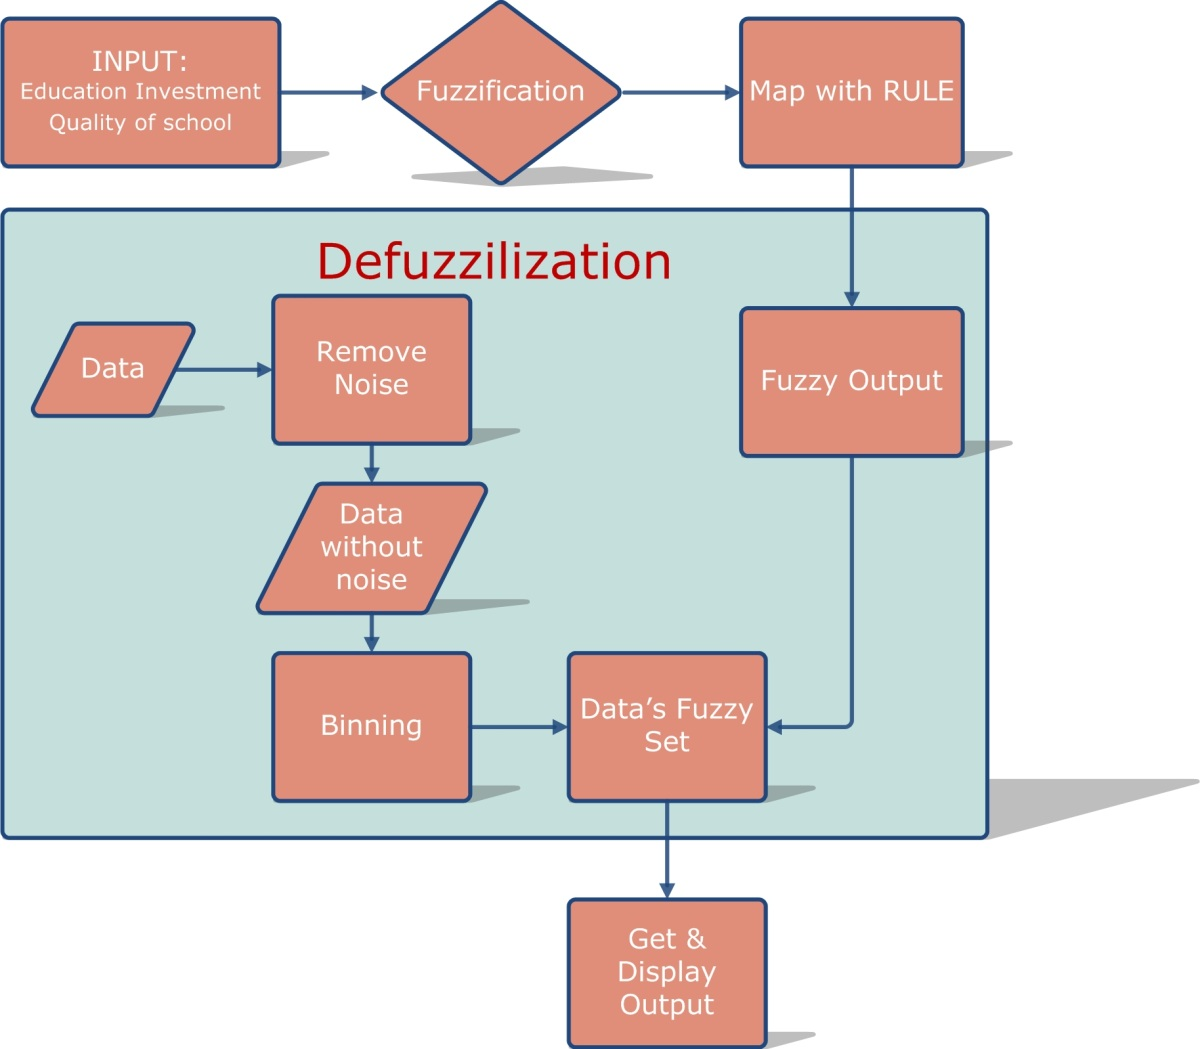 INPUT:
Education Investment
Quality of school
Fuzzification
Map with RULE
Defuzzilization
Data
Remove
Noise
Fuzzy Output
Data
without
noise
Binning
Data’s Fuzzy
Set
Get &
Display
Output